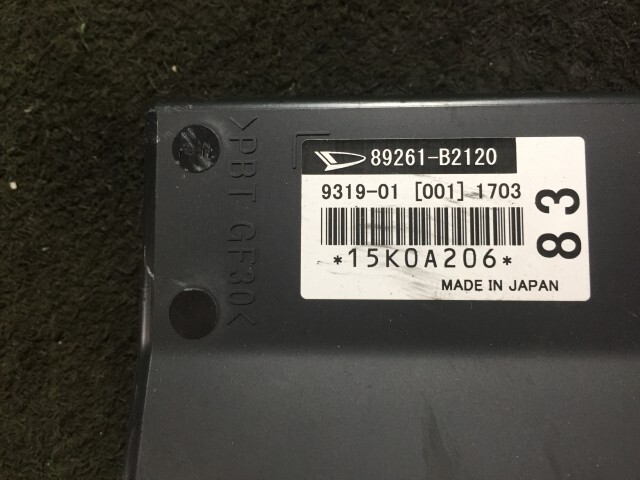 89261-B2120
9319-01 [001] 1703
*15K0A206*
MADE IN JAPAN
83
>PBT GF30<